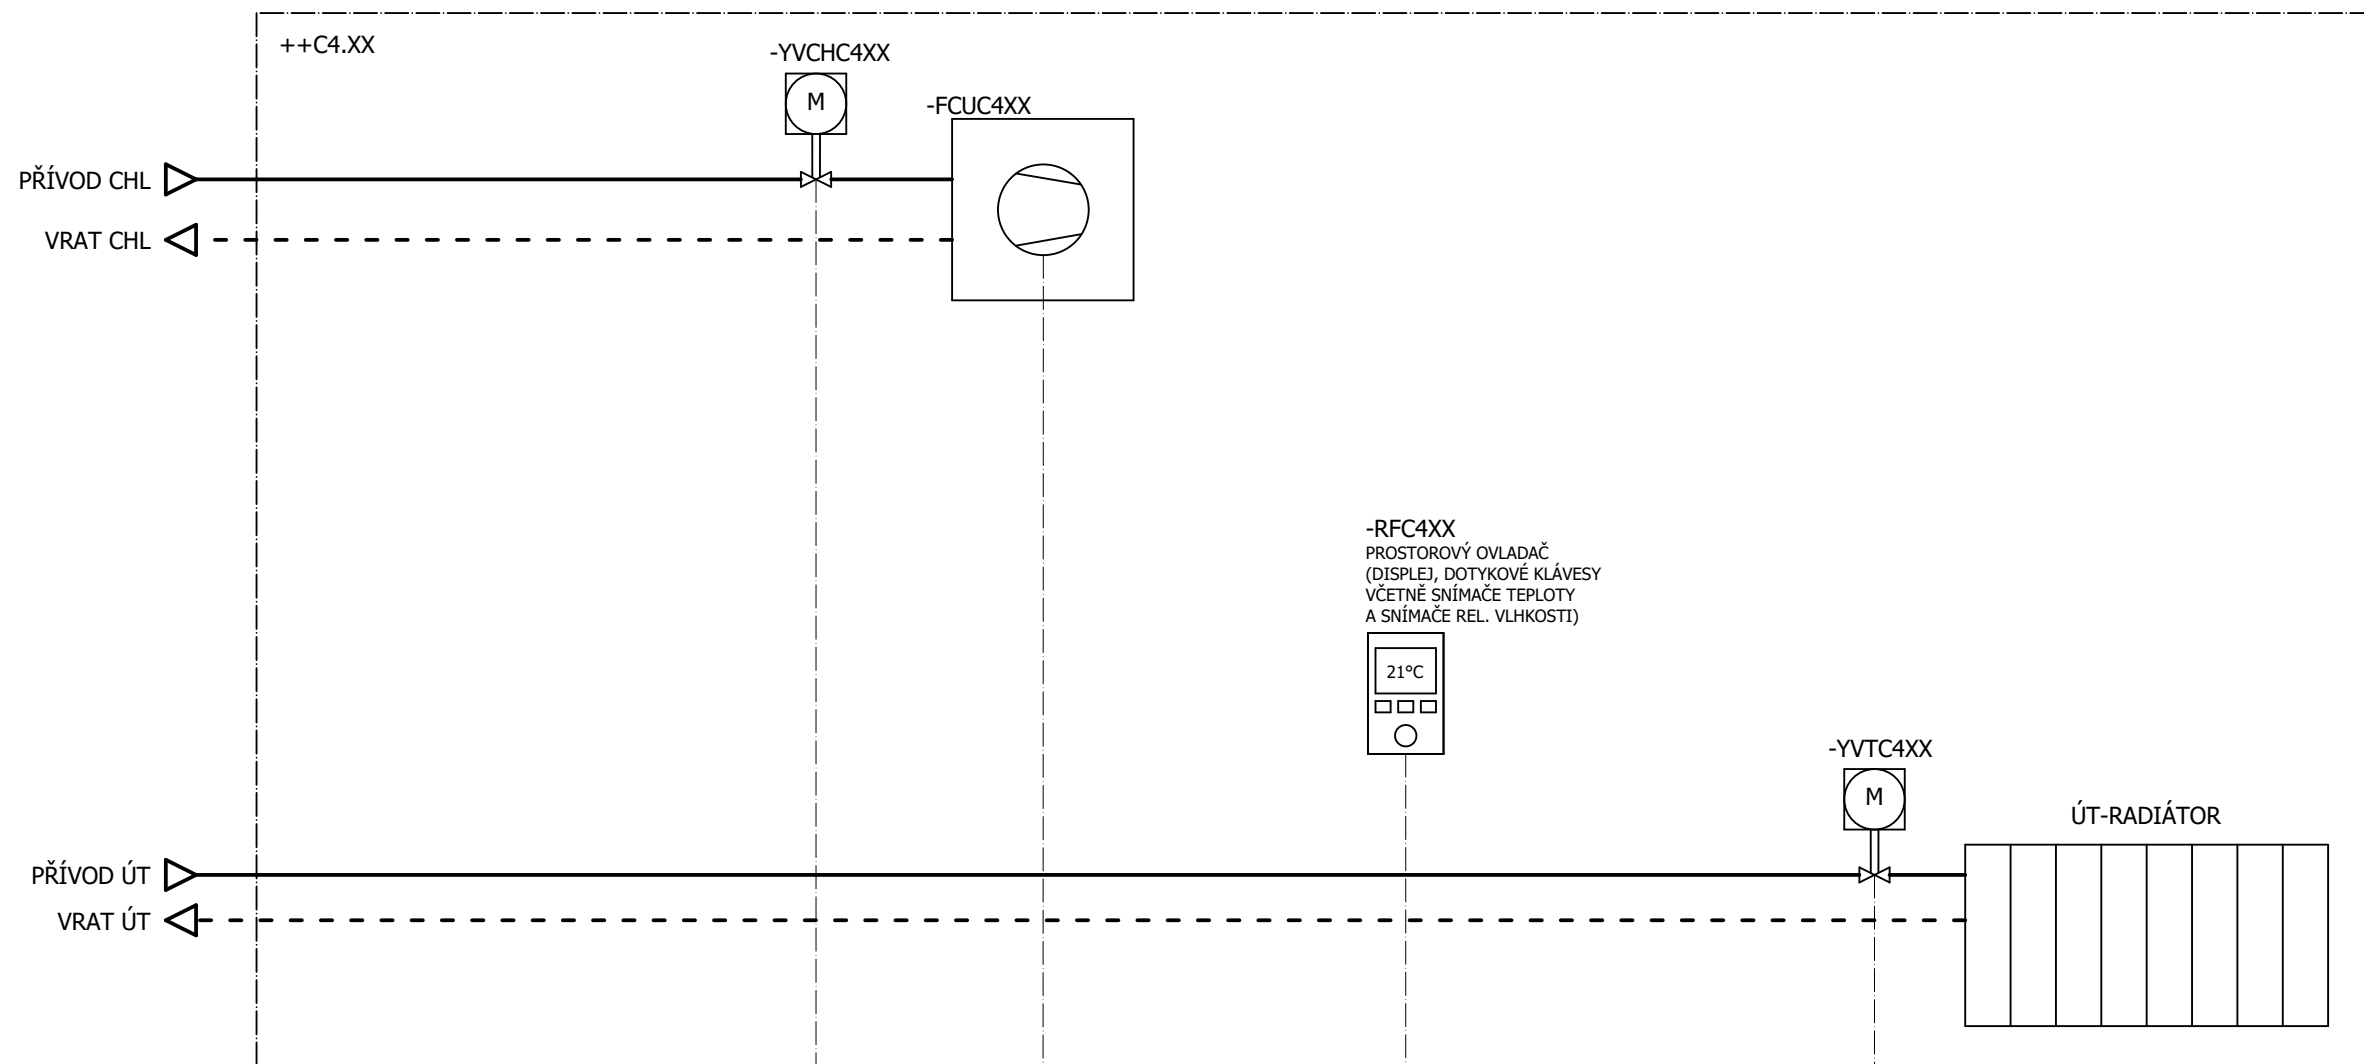 ++C4.XX
-YVCHC4XX
M
-FCUC4XX
PŘÍVOD CHL
VRAT CHL
-RFC4XX
PROSTOROVÝ OVLADAČ
(DISPLEJ, DOTYKOVÉ KLÁVESY
VČETNĚ SNÍMAČE TEPLOTY
A SNÍMAČE REL. VLHKOSTI)
21°C
-YVTC4XX
M
ÚT-RADIÁTOR
PŘÍVOD ÚT
VRAT ÚT